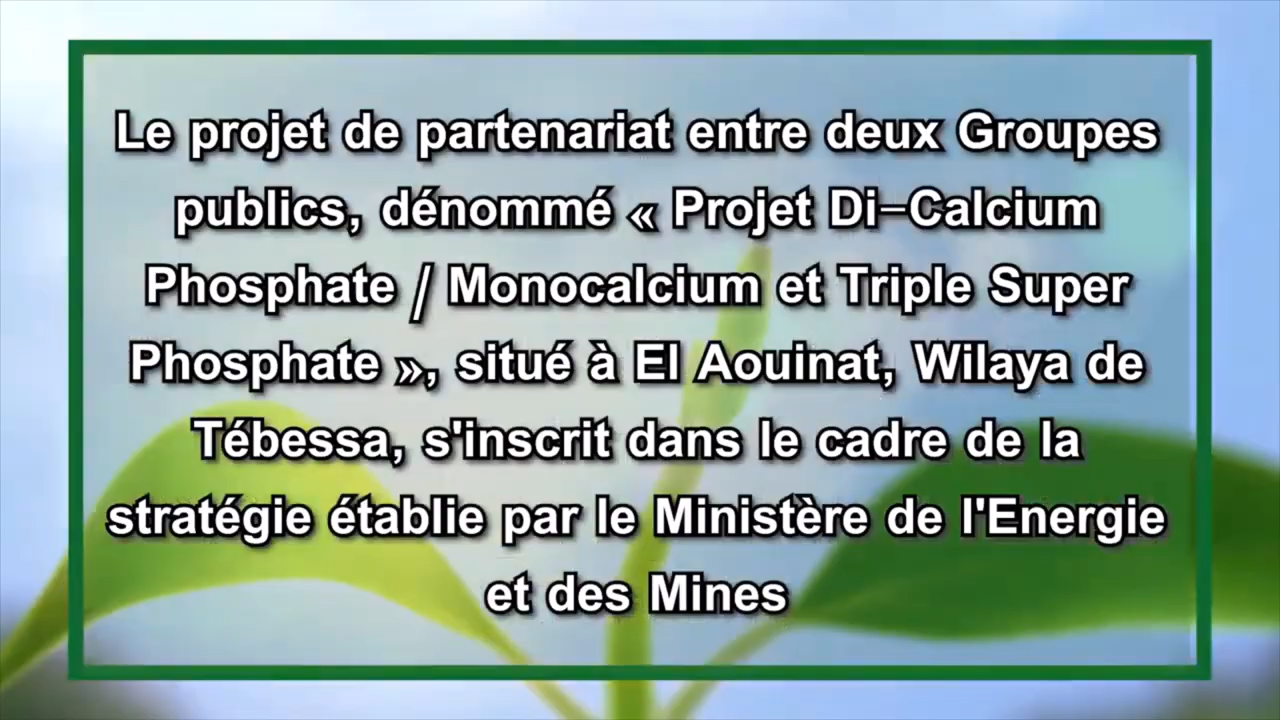 Le projet de partenariat entre deux Groupes
publics, dénommé « Projet Di–Calcium
Phosphate / Monocalcium et Triple Super
Phosphate », situé à El Aouinat, Wilaya de
Tébessa, s'inscrit dans le cadre de la
stratégie établie par le Ministère de l'Energie
et des Mines